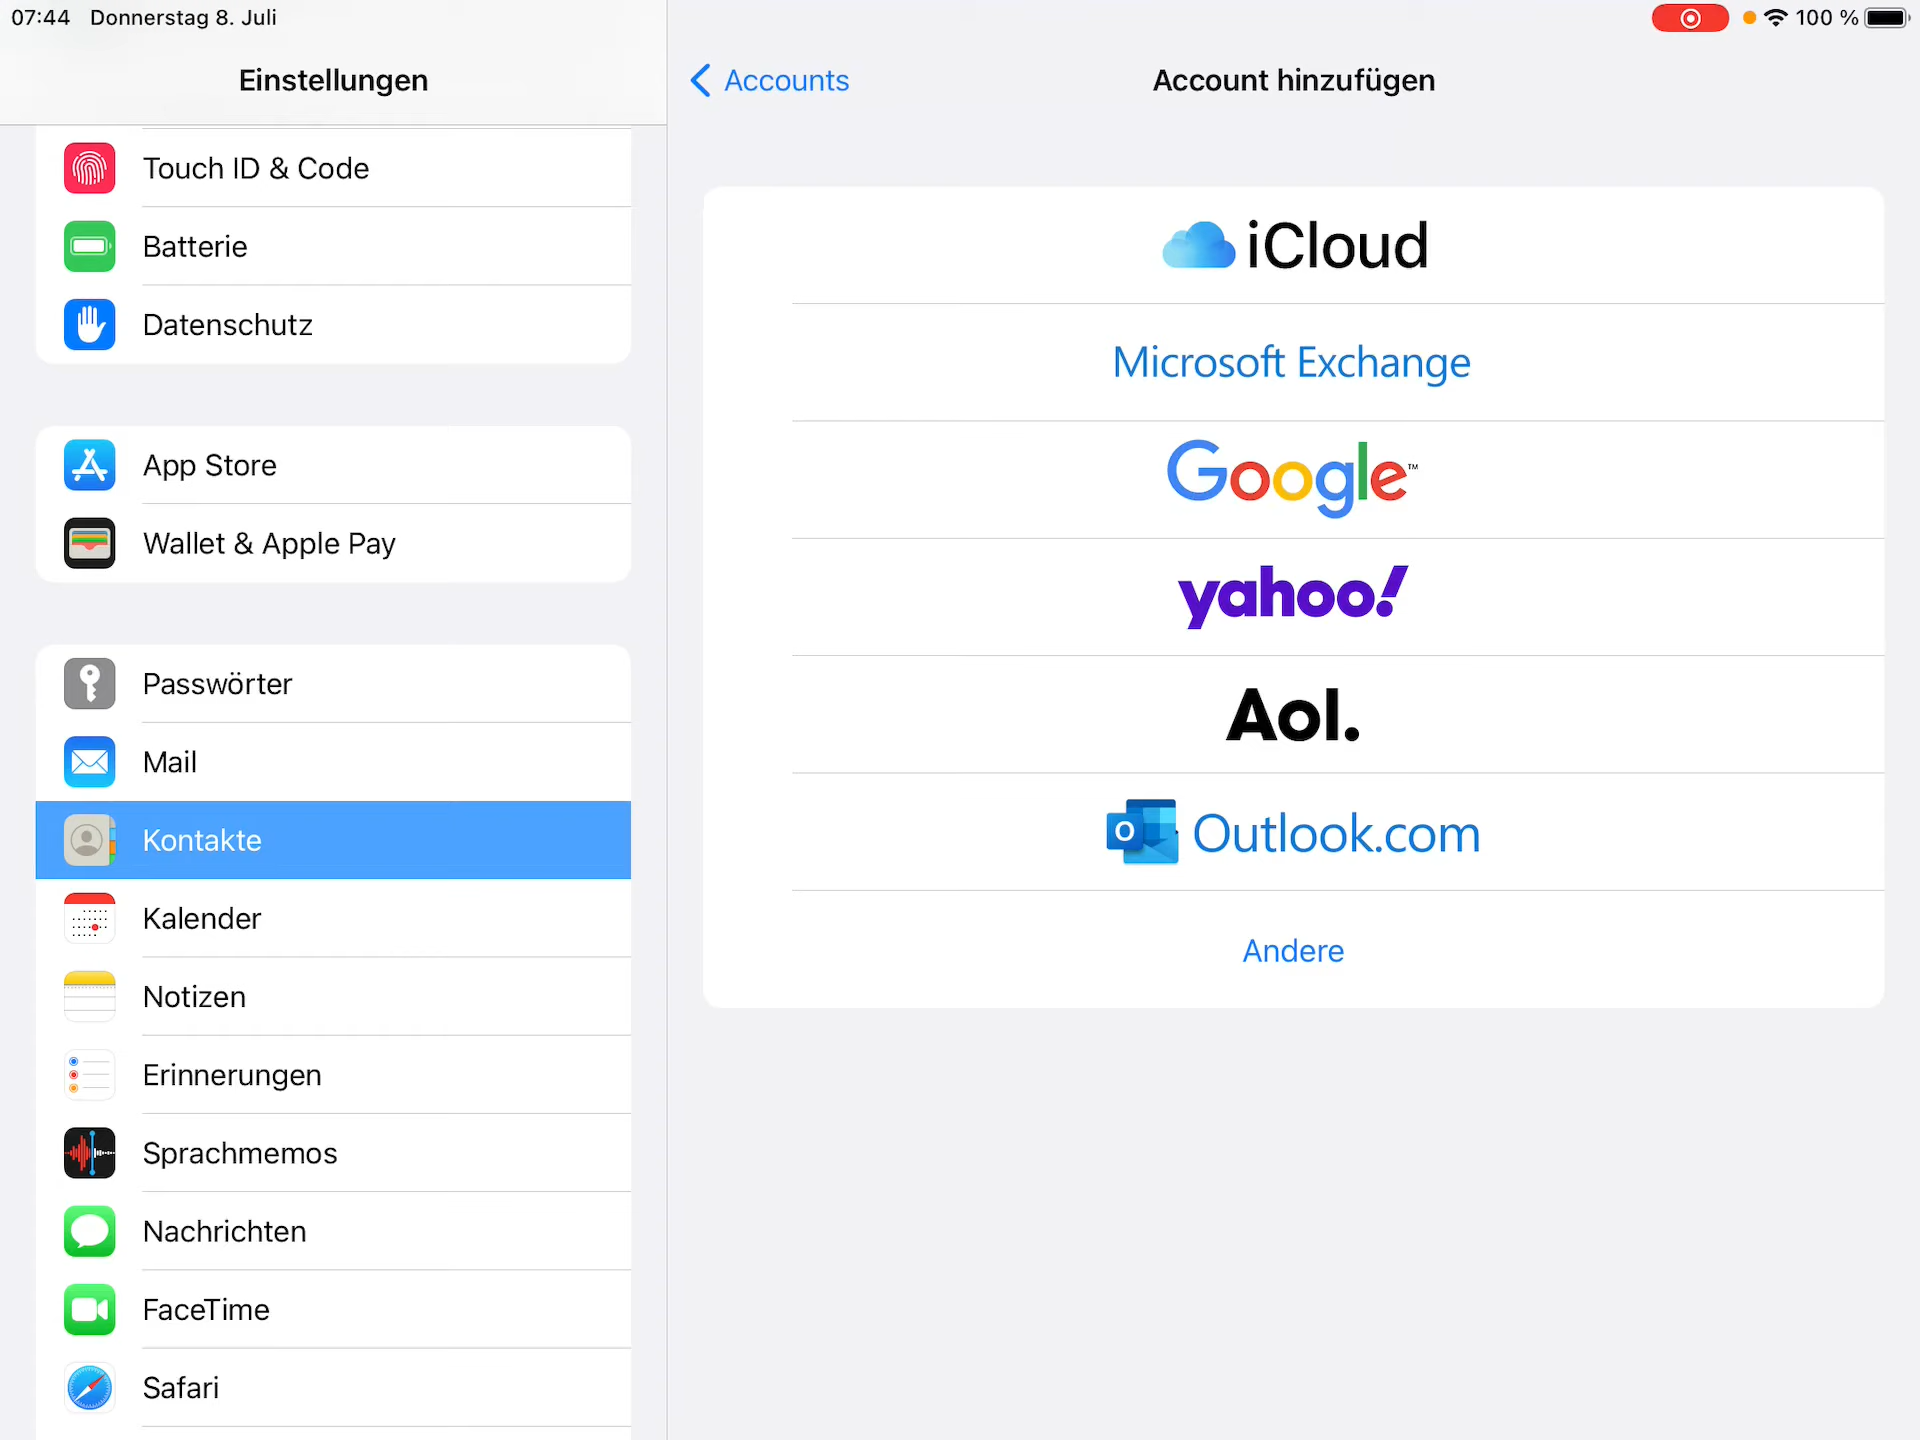 07:44 Donnerstag 8. Juli
100 %
Einstellungen
Touch ID & Code
Batterie
Datenschutz
App Store
Wallet & Apple Pay
Passwörter
Mail
Kontakte
Kalender
Notizen
Erinnerungen
Sprachmemos
Nachrichten
FaceTime
Safari
Accounts
Account hinzufügen
iCloud
Microsoft Exchange
Google™
yahoo!
Aol.
O Outlook.com
Andere